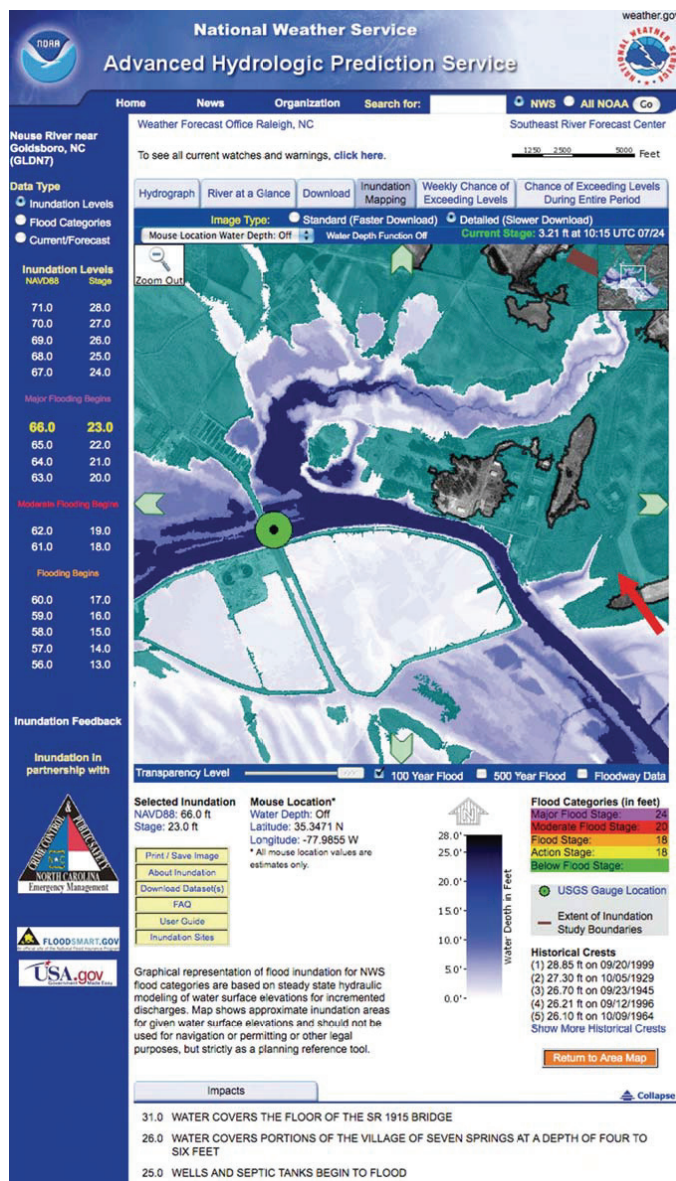 weather.gov
National Weather Service
NOAA
Advanced Hydrologic Prediction Service
Home News Organization Search for: NWS All NOAA Go
Neuse River near
Goldsboro, NC
(GLDN7)
Data Type
Inundation Levels
Flood Categories
Current/Forecast
Inundation Levels
NAVD88 Stage
71.0 28.0
70.0 27.0
69.0 26.0
68.0 25.0
67.0 24.0
Major Flooding Begins
66.0 23.0
65.0 22.0
64.0 21.0
63.0 20.0
Moderate Flooding Begins
62.0 19.0
61.0 18.0
Flooding Begins
60.0 17.0
59.0 16.0
58.0 15.0
57.0 14.0
56.0 13.0
Inundation Feedback
Inundation in
partnership with
CRIME CONTROL & PUBLIC SAFETY
NORTH CAROLINA
Emergency Management
FLOODSMART.GOV
USA.gov
Government Made Easy
Weather Forecast Office Raleigh, NC Southeast River Forecast Center
To see all current watches and warnings, click here.
1250 2500 5000 Feet
Hydrograph River at a Glance Download Inundation Mapping Weekly Chance of Exceeding Levels Chance of Exceeding Levels During Entire Period
Image Type: Standard (Faster Download) Detailed (Slower Download)
Mouse Location Water Depth: Off Water Depth Function Off Current Stage: 3.21 ft at 10:15 UTC 07/24
Zoom Out
Transparency Level 100 Year Flood 500 Year Flood Floodway Data
Selected Inundation
NAVD88: 66.0 ft
Stage: 23.0 ft
Print / Save Image
About Inundation
Download Dataset(s)
FAQ
User Guide
Inundation Sites
Mouse Location*
Water Depth: Off
Latitude: 35.3471 N
Longitude: -77.9855 W
* All mouse location values are
estimates only.
N
28.0'
25.0'
20.0'
15.0'
10.0'
5.0'
0.0'
Water Depth in Feet
Flood Categories (in feet)
Major Flood Stage: 24
Moderate Flood Stage: 20
Flood Stage: 18
Action Stage: 18
Below Flood Stage:
USGS Gauge Location
Extent of Inundation
Study Boundaries
Historical Crests
(1) 28.85 ft on 09/20/1999
(2) 27.30 ft on 10/05/1929
(3) 26.70 ft on 09/23/1945
(4) 26.21 ft on 09/12/1996
(5) 26.10 ft on 10/09/1964
Show More Historical Crests
Return to Area Map
Graphical representation of flood inundation for NWS
flood categories are based on steady state hydraulic
modeling of water surface elevations for incremented
discharges. Map shows approximate inundation areas
for given water surface elevations and should not be
used for navigation or permitting or other legal
purposes, but strictly as a planning reference tool.
Impacts
Collapse
31.0 WATER COVERS THE FLOOR OF THE SR 1915 BRIDGE
26.0 WATER COVERS PORTIONS OF THE VILLAGE OF SEVEN SPRINGS AT A DEPTH OF FOUR TO
SIX FEET
25.0 WELLS AND SEPTIC TANKS BEGIN TO FLOOD